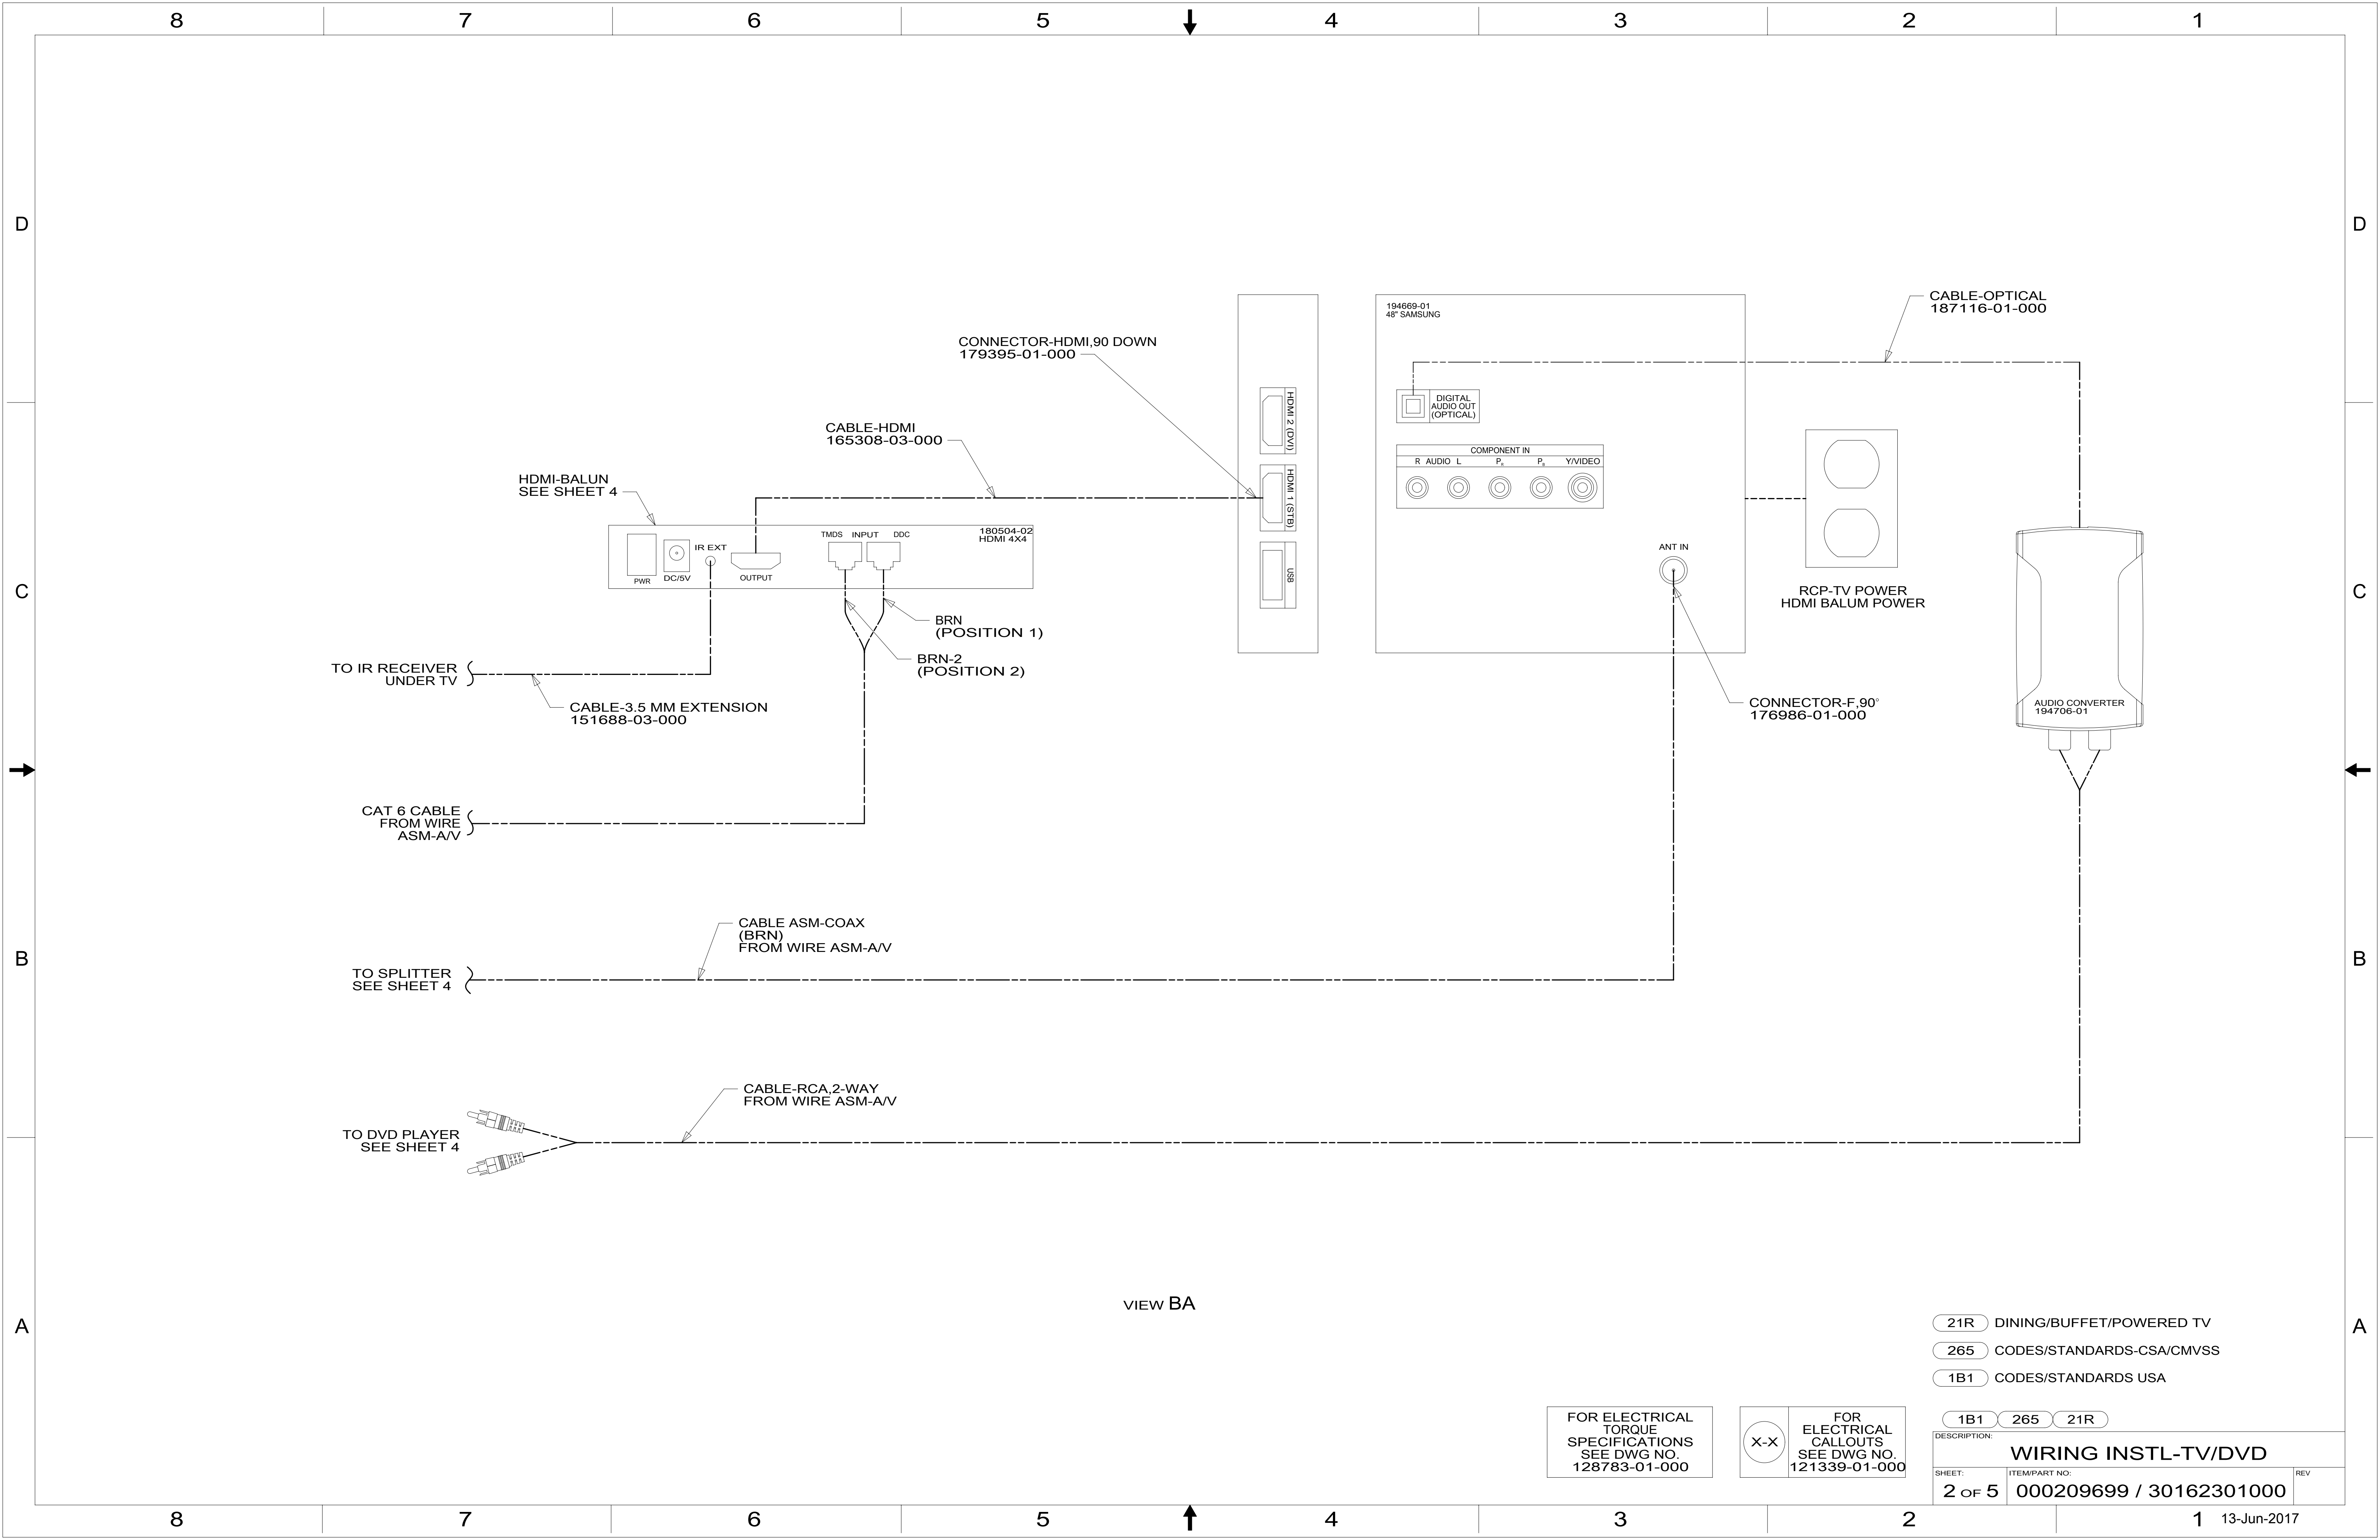 8 7 6 5 4 3 2 1
D
D
C
C
B
B
A
A
194669-01
48" SAMSUNG
CABLE-OPTICAL
187116-01-000
CONNECTOR-HDMI,90 DOWN
179395-01-000
HDMI 2 (DVI)
HDMI 1 (STB)
USB
DIGITAL
AUDIO OUT
(OPTICAL)
CABLE-HDMI
165308-03-000
COMPONENT IN
R AUDIO L PR PB Y/VIDEO
HDMI-BALUN
SEE SHEET 4
180504-02
HDMI 4X4
TMDS INPUT DDC
IR EXT
PWR
DC/5V
OUTPUT
ANT IN
RCP-TV POWER
HDMI BALUM POWER
BRN
(POSITION 1)
BRN-2
(POSITION 2)
TO IR RECEIVER
UNDER TV
CABLE-3.5 MM EXTENSION
151688-03-000
CONNECTOR-F,90°
176986-01-000
AUDIO CONVERTER
194706-01
CAT 6 CABLE
FROM WIRE
ASM-A/V
CABLE ASM-COAX
(BRN)
FROM WIRE ASM-A/V
TO SPLITTER
SEE SHEET 4
CABLE-RCA,2-WAY
FROM WIRE ASM-A/V
TO DVD PLAYER
SEE SHEET 4
VIEW BA
21R DINING/BUFFET/POWERED TV
265 CODES/STANDARDS-CSA/CMVSS
1B1 CODES/STANDARDS USA
FOR ELECTRICAL
TORQUE
SPECIFICATIONS
SEE DWG NO.
128783-01-000
X-X
FOR
ELECTRICAL
CALLOUTS
SEE DWG NO.
121339-01-000
1B1 265 21R
DESCRIPTION:
WIRING INSTL-TV/DVD
SHEET:
2 OF 5
ITEM/PART NO:
000209699 / 30162301000
REV
8 7 6 5 4 3 2 1
13-Jun-2017